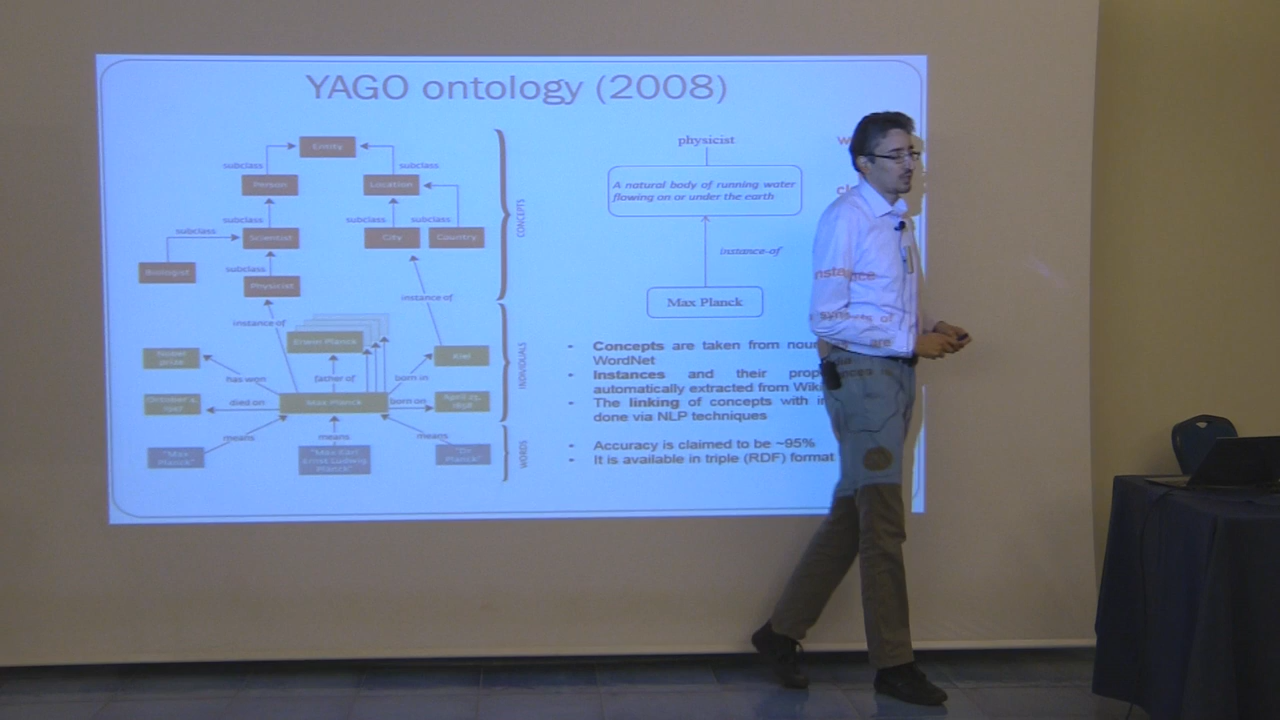 YAGO ontology (2008)
Entity
subclass
subclass
Person
Location
subclass
subclass
subclass
subclass
Scientist
City
Country
Biologist
subclass
Physicist
instance of
instance of
Erwin Planck
Kiel
Nobel
prize
has won
father of
born in
October 4,
1947
died on
Max Planck
born on
April 23,
1858
means
means
means
"Max
Planck"
"Max Karl
Ernst Ludwig
Planck"
"Dr.
Planck"
CONCEPTS
INDIVIDUALS
WORDS
physicist
A natural body of running water
flowing on or under the earth
instance-of
Max Planck
• Concepts are taken from
WordNet
• Instances and their
automatically extracted from
• The linking of concepts with
done via NLP techniques
• Accuracy is claimed to be ~95%
• It is available in triple (RDF) format